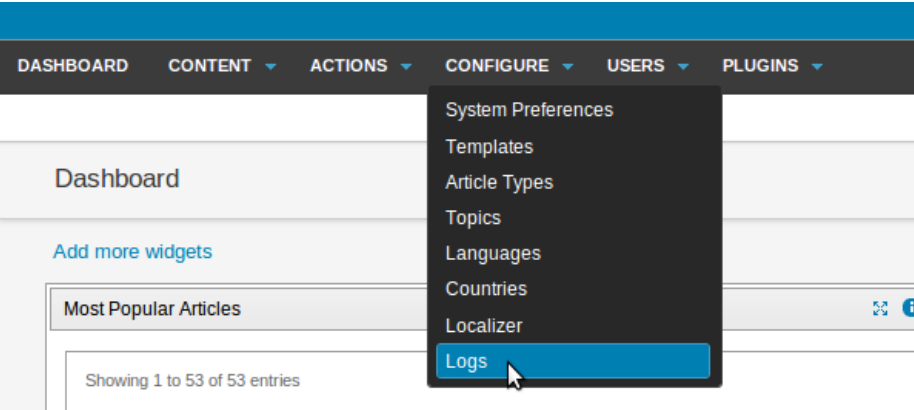 DASHBOARD CONTENT ACTIONS CONFIGURE USERS PLUGINS
System Preferences
Templates
Article Types
Topics
Languages
Countries
Localizer
Logs
Dashboard
Add more widgets
Most Popular Articles
Showing 1 to 53 of 53 entries